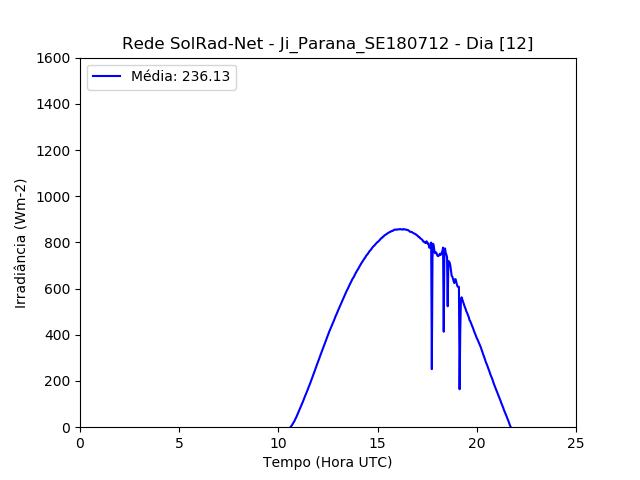 Rede SolRad-Net - Ji_Parana_SE180712 - Dia [12]
Média: 236.13
Irradiância (Wm-2)
1600
1400
1200
1000
800
600
400
200
0
0 5 10 15 20 25
Tempo (Hora UTC)